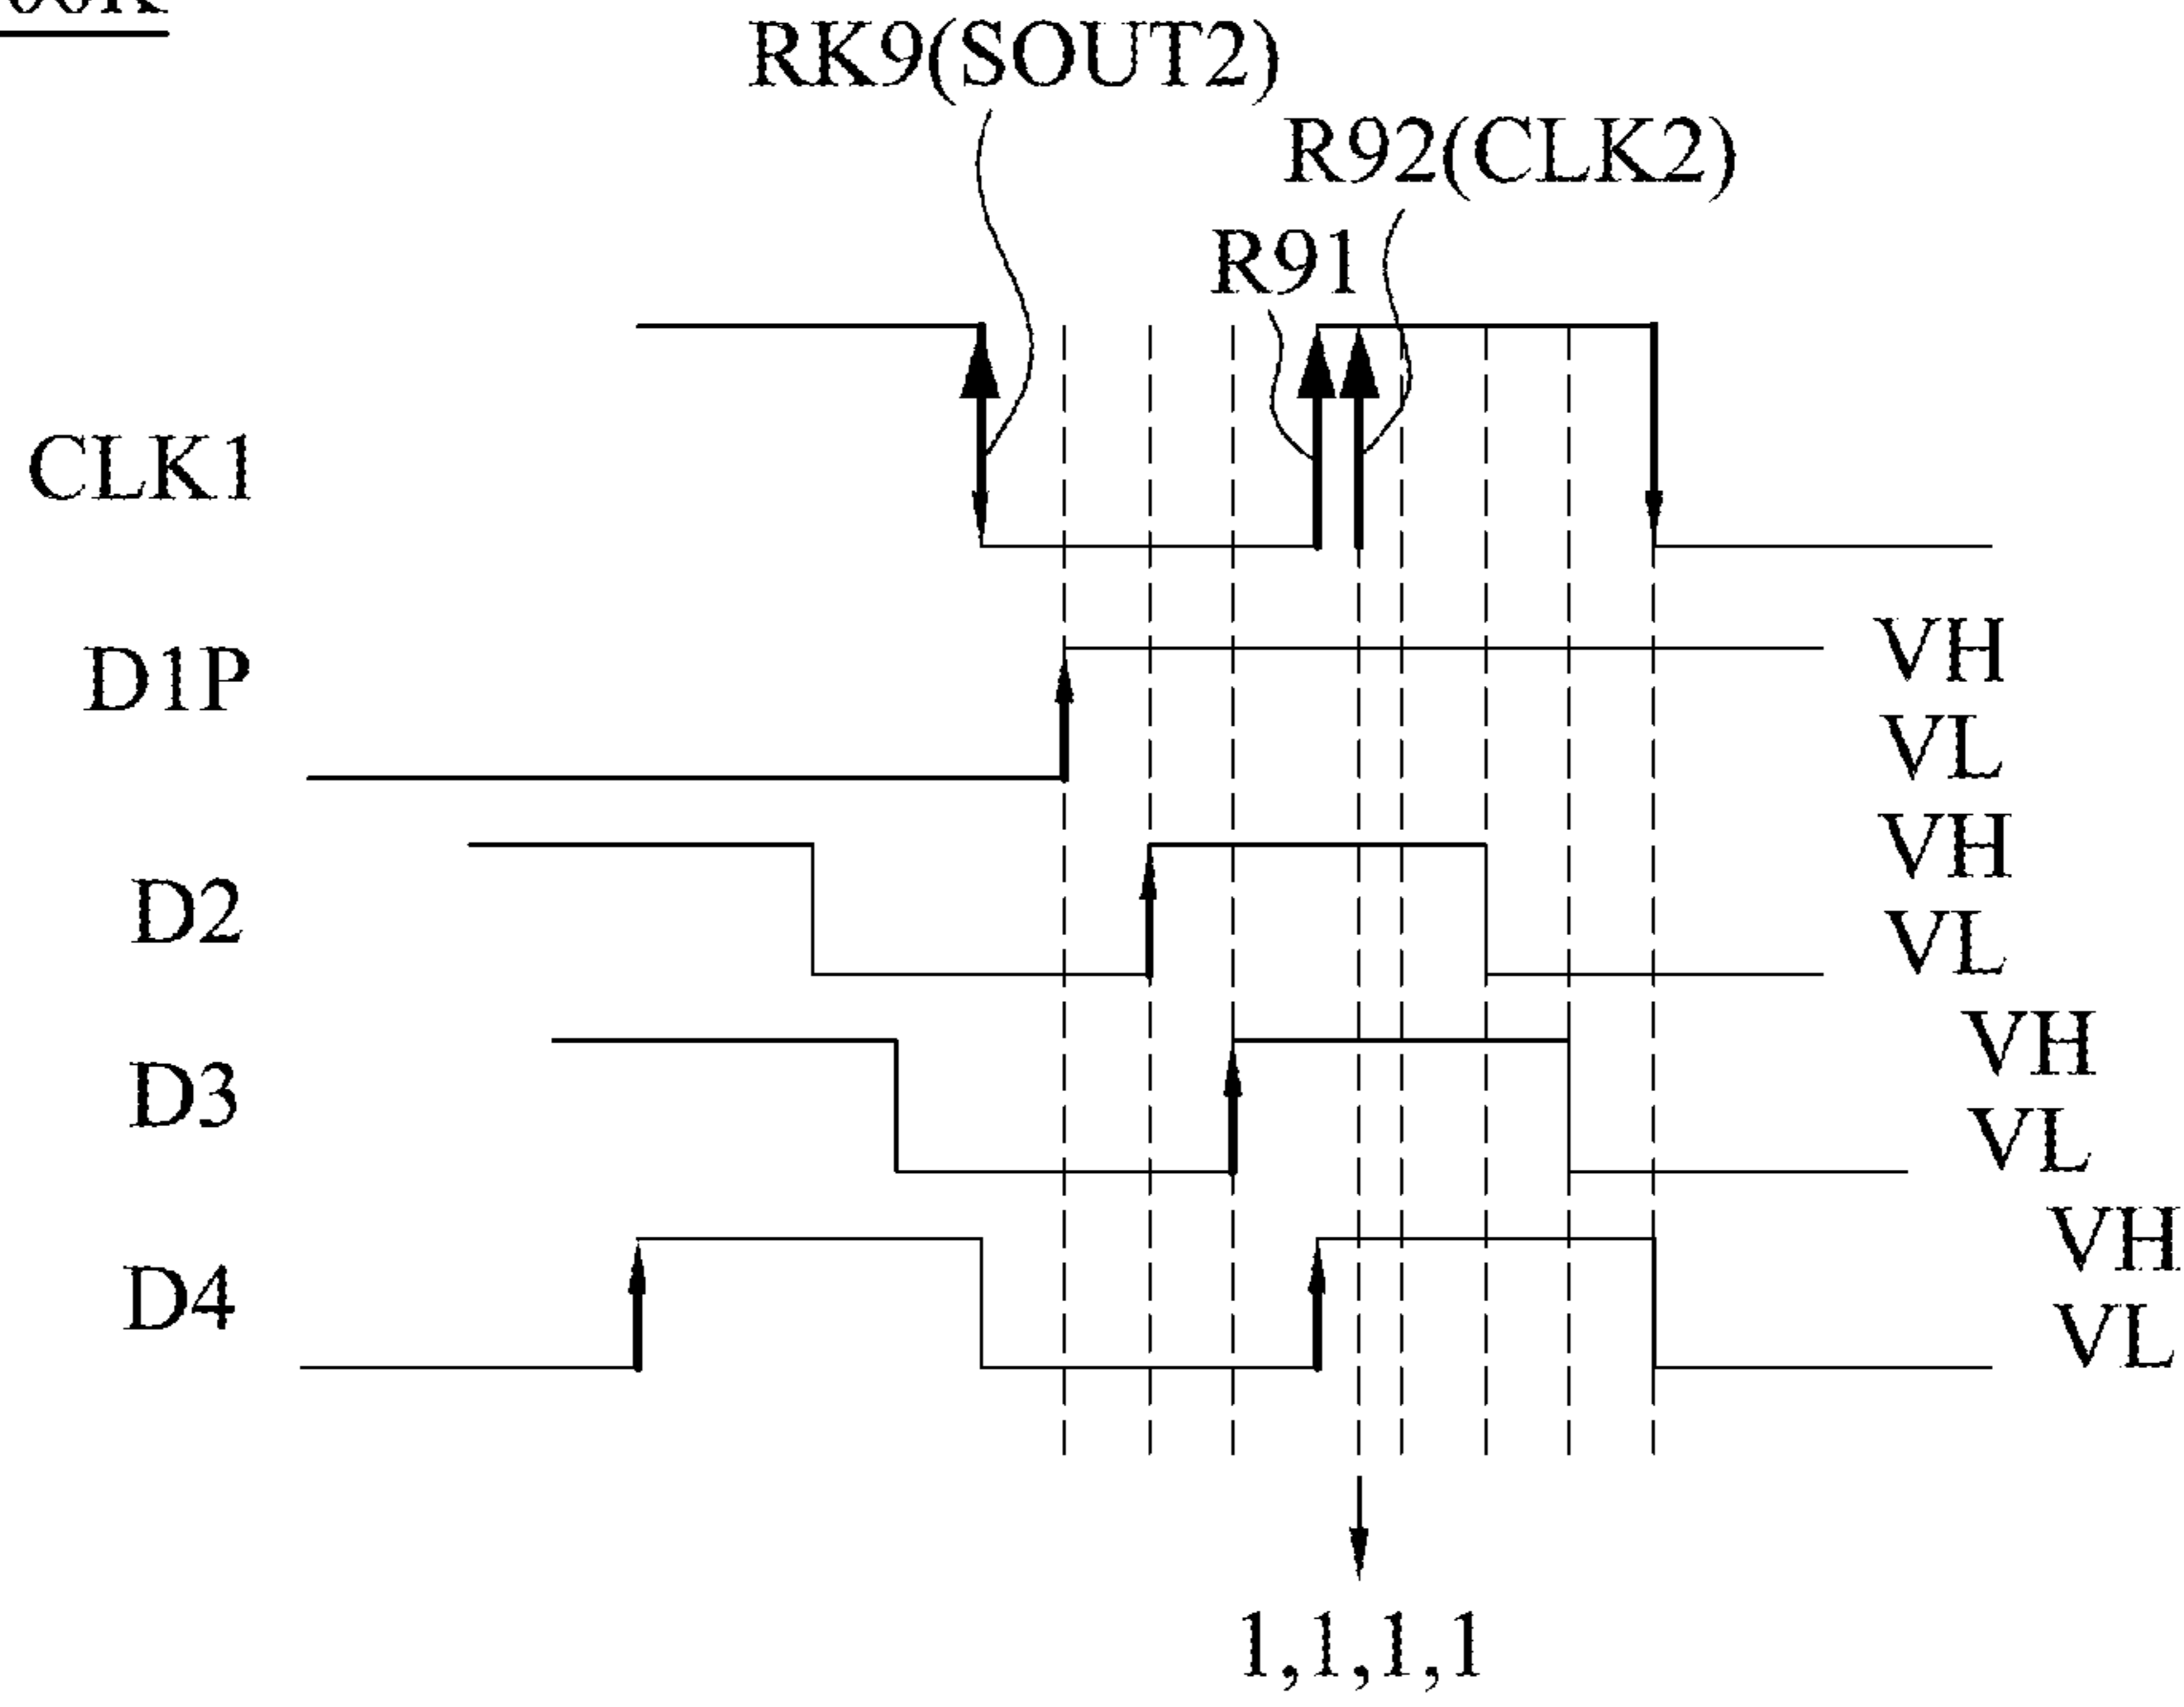 RK9(SOUT2)
R92(CLK2)
R91
CLK1
D1P
VH
VL
D2
VH
VL
D3
VH
VL
D4
VH
VL
1,1,1,1